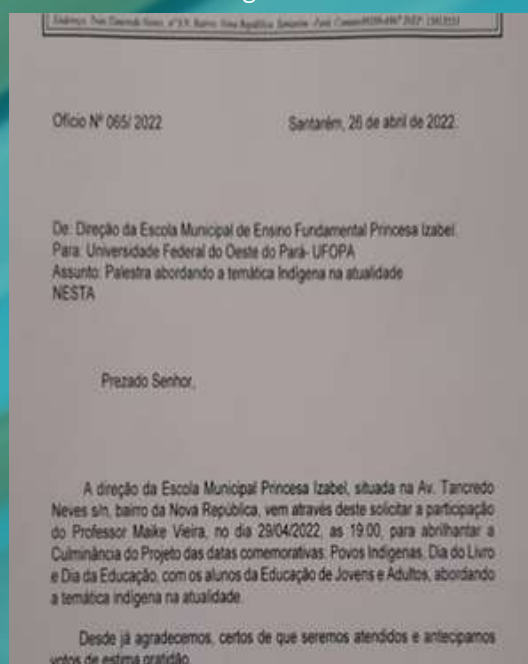 Ofício Nº 065/ 2022 Santarém, 26 de abril de 2022.
De: Direção da Escola Municipal de Ensino Fundamental Princesa Izabel.
Para: Universidade Federal do Oeste do Pará- UFOPA
Assunto: Palestra abordando a temática Indígena na atualidade
NESTA
Prezado Senhor,
A direção da Escola Municipal Princesa Izabel, situada na Av. Tancredo
Neves s/n, bairro da Nova República, vem através deste solicitar a participação
do Professor Maike Vieira, no dia 29/04/2022, as 19:00, para abrilhantar a
Culminância do Projeto das datas comemorativas: Povos Indígenas, Dia do Livro
e Dia da Educação, com os alunos da Educação de Jovens e Adultos, abordando
a temática indígena na atualidade.
Desde já agradecemos, certos de que seremos atendidos e antecipamos
votos de estima gratidão.